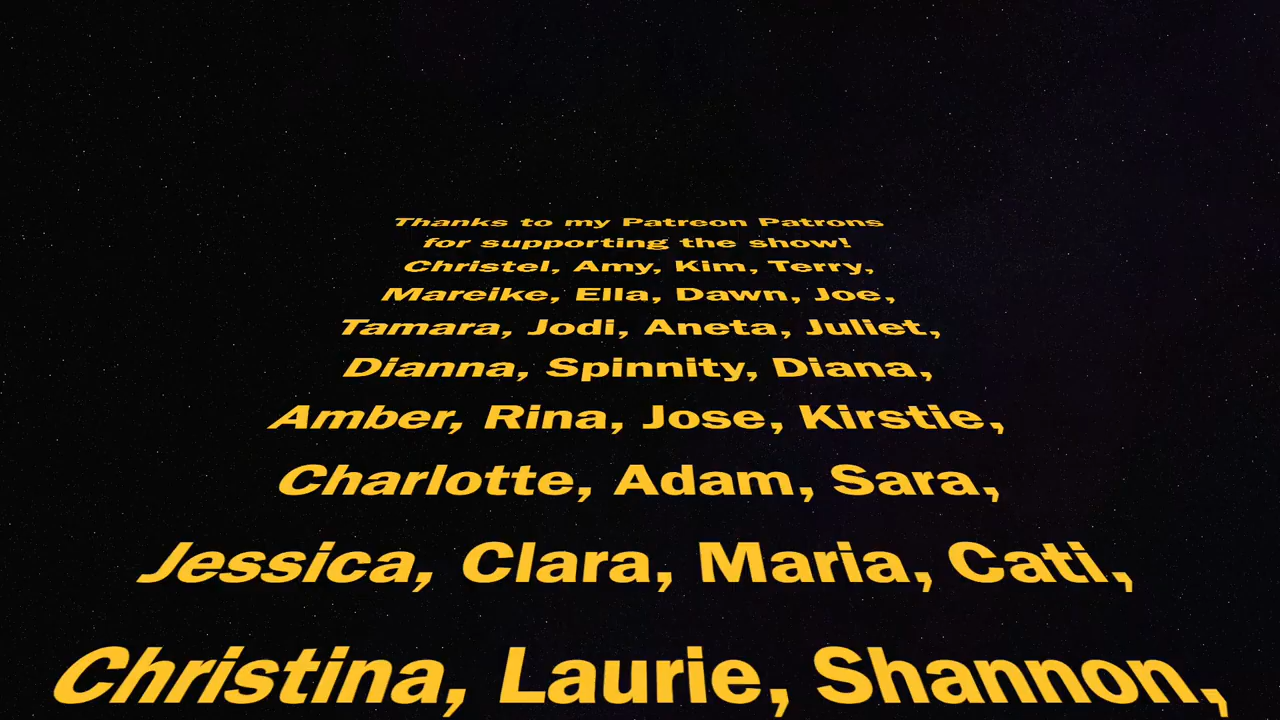 Thanks to my Patreon Patrons
for supporting the show!
Christel, Amy, Kim, Terry,
Mareike, Ella, Dawn, Joe,
Tamara, Jodi, Aneta, Juliet,
Dianna, Spinnity, Diana,
Amber, Rina, Jose, Kirstie,
Charlotte, Adam, Sara,
Jessica, Clara, Maria, Cati,
Christina, Laurie, Shannon,